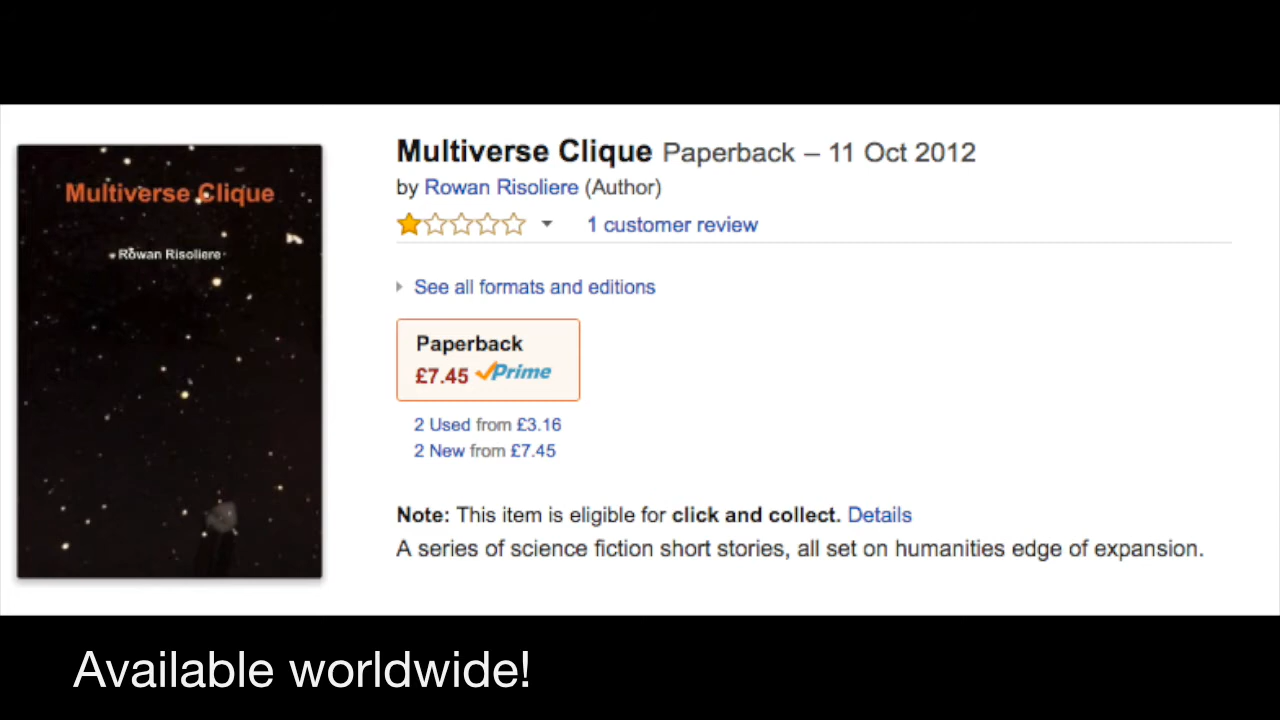 Multiverse Clique
Rowan Risoliere
Multiverse Clique Paperback – 11 Oct 2012
by Rowan Risoliere (Author)
1 customer review
See all formats and editions
Paperback
£7.45 Prime
2 Used from £3.16
2 New from £7.45
Note: This item is eligible for click and collect. Details
A series of science fiction short stories, all set on humanities edge of expansion.
Available worldwide!